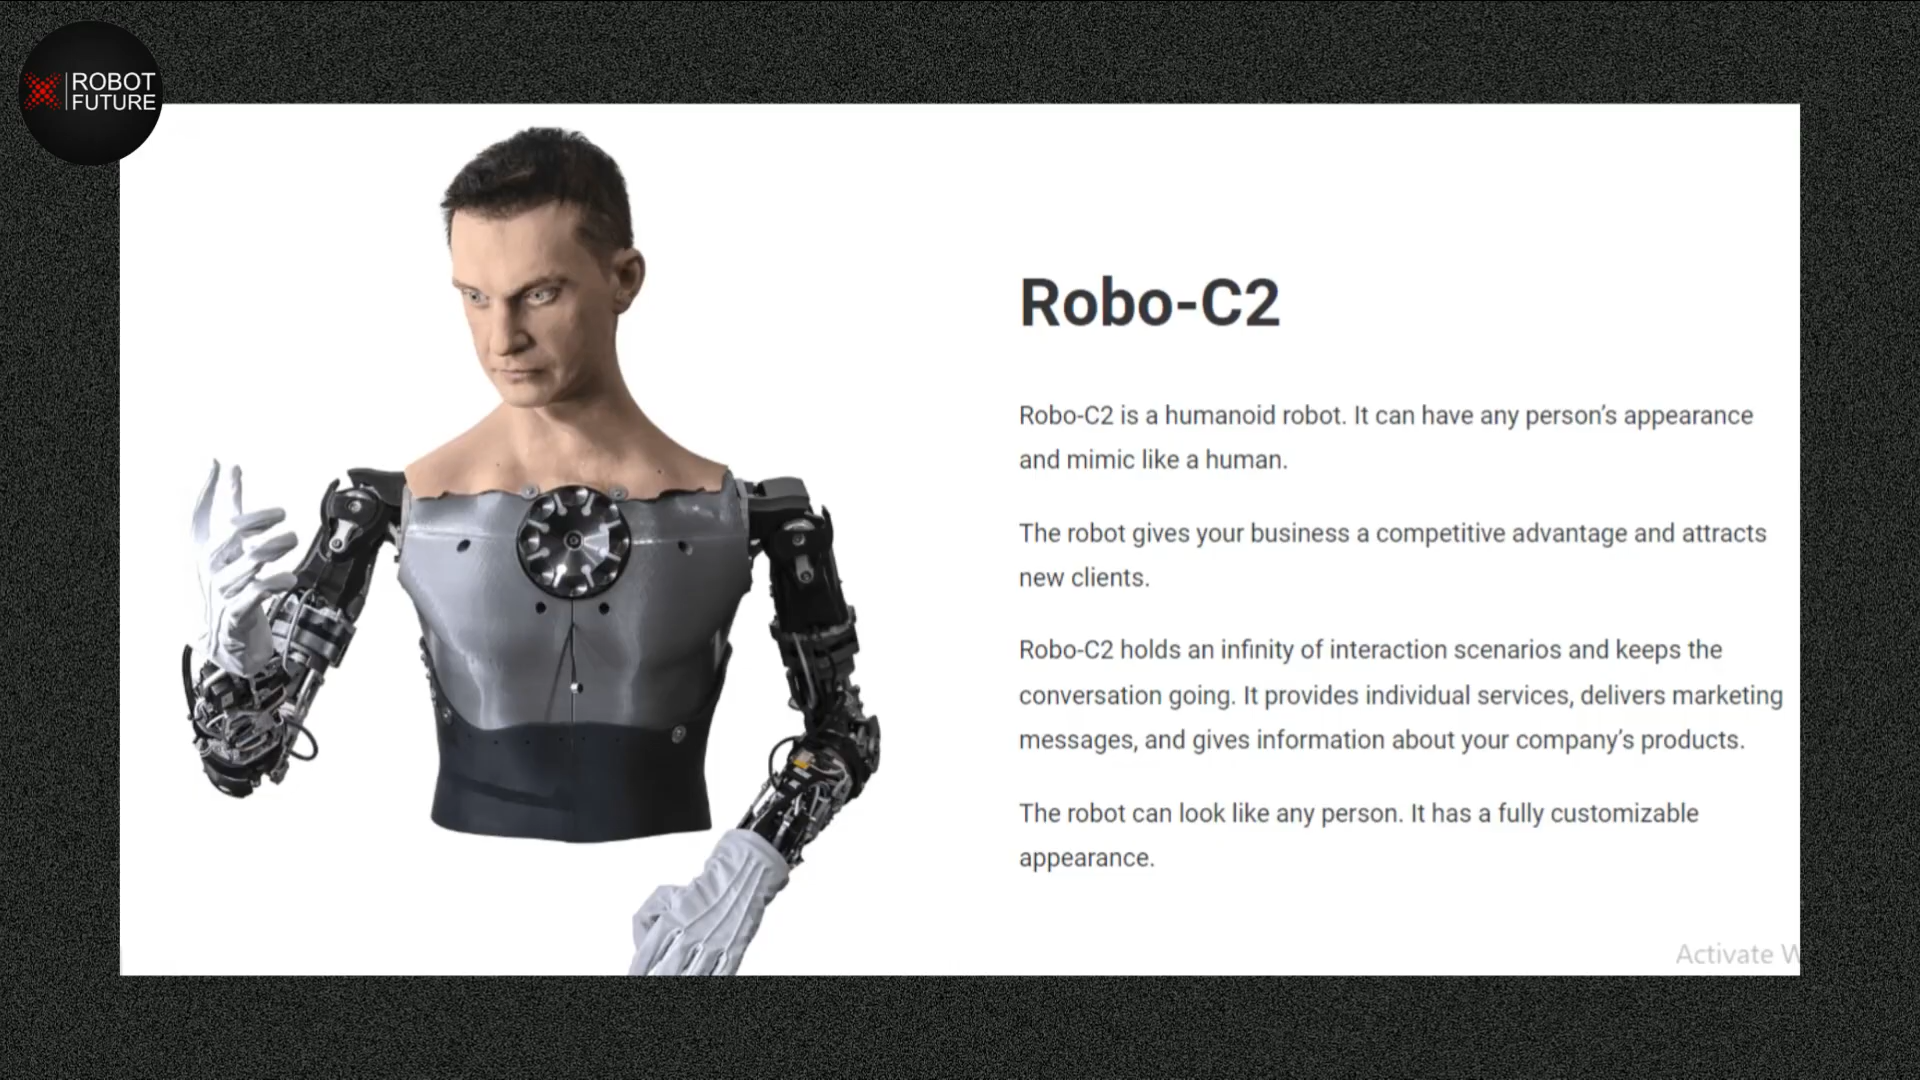 ROBOT
FUTURE
Robo-C2
Robo-C2 is a humanoid robot. It can have any person’s appearance
and mimic like a human.
The robot gives your business a competitive advantage and attracts
new clients.
Robo-C2 holds an infinity of interaction scenarios and keeps the
conversation going. It provides individual services, delivers marketing
messages, and gives information about your company’s products.
The robot can look like any person. It has a fully customizable
appearance.
Activate W